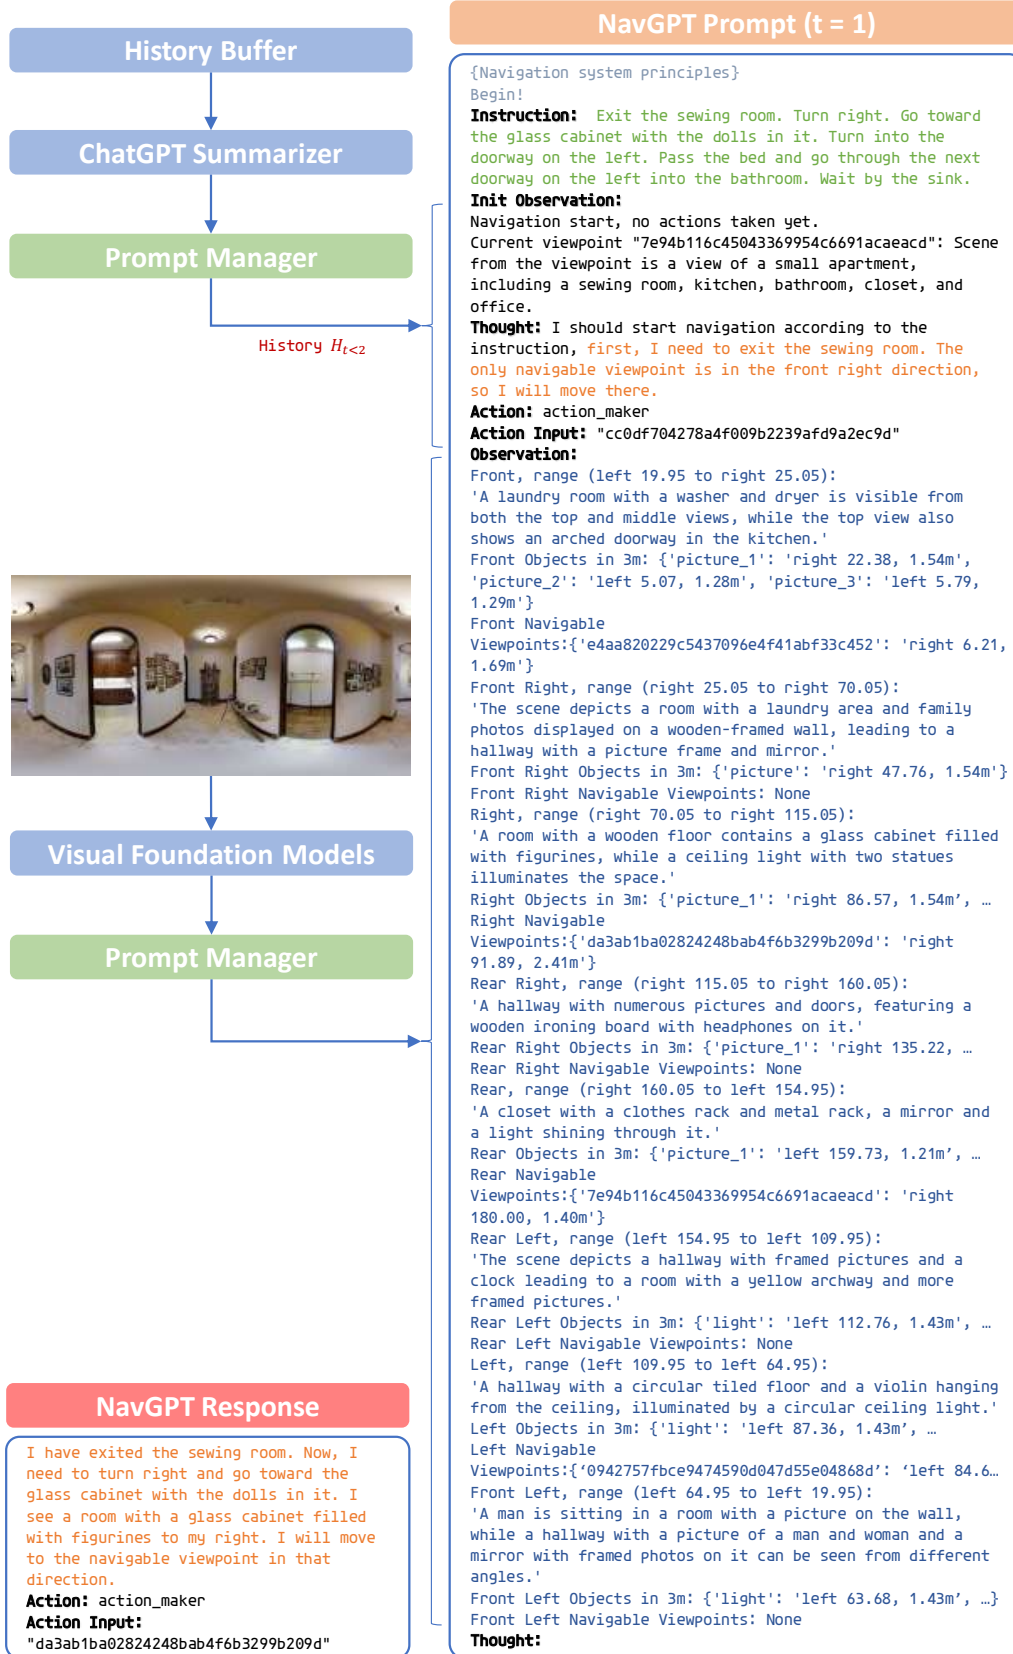 History Buffer
ChatGPT Summarizer
Prompt Manager
History H_{t<2}
Visual Foundation Models
Prompt Manager
NavGPT Response
I have exited the sewing room. Now, I
need to turn right and go toward the
glass cabinet with the dolls in it. I
see a room with a glass cabinet filled
with figurines to my right. I will move
to the navigable viewpoint in that
direction.
Action: action_maker
Action Input:
"da3ab1ba02824248bab4f6b3299b209d"
NavGPT Prompt (t = 1)
{Navigation system principles}
Begin!
Instruction: Exit the sewing room. Turn right. Go toward
the glass cabinet with the dolls in it. Turn into the
doorway on the left. Pass the bed and go through the next
doorway on the left into the bathroom. Wait by the sink.
Init Observation:
Navigation start, no actions taken yet.
Current viewpoint "7e94b116c45043369954c6691acaeacd": Scene
from the viewpoint is a view of a small apartment,
including a sewing room, kitchen, bathroom, closet, and
office.
Thought: I should start navigation according to the
instruction, first, I need to exit the sewing room. The
only navigable viewpoint is in the front right direction,
so I will move there.
Action: action_maker
Action Input: "cc0df704278a4f009b2239afd9a2ec9d"
Observation:
Front, range (left 19.95 to right 25.05):
'A laundry room with a washer and dryer is visible from
both the top and middle views, while the top view also
shows an arched doorway in the kitchen.'
Front Objects in 3m: {'picture_1': 'right 22.38, 1.54m',
'picture_2': 'left 5.07, 1.28m', 'picture_3': 'left 5.79,
1.29m'}
Front Navigable
Viewpoints:{'e4aa820229c5437096e4f41abf33c452': 'right 6.21,
1.69m'}
Front Right, range (right 25.05 to right 70.05):
'The scene depicts a room with a laundry area and family
photos displayed on a wooden-framed wall, leading to a
hallway with a picture frame and mirror.'
Front Right Objects in 3m: {'picture': 'right 47.76, 1.54m'}
Front Right Navigable Viewpoints: None
Right, range (right 70.05 to right 115.05):
'A room with a wooden floor contains a glass cabinet filled
with figurines, while a ceiling light with two statues
illuminates the space.'
Right Objects in 3m: {'picture_1': 'right 86.57, 1.54m’, …
Right Navigable
Viewpoints:{'da3ab1ba02824248bab4f6b3299b209d': 'right
91.89, 2.41m'}
Rear Right, range (right 115.05 to right 160.05):
'A hallway with numerous pictures and doors, featuring a
wooden ironing board with headphones on it.'
Rear Right Objects in 3m: {'picture_1': 'right 135.22, …
Rear Right Navigable Viewpoints: None
Rear, range (right 160.05 to left 154.95):
'A closet with a clothes rack and metal rack, a mirror and
a light shining through it.'
Rear Objects in 3m: {'picture_1': 'left 159.73, 1.21m’, …
Rear Navigable
Viewpoints:{'7e94b116c45043369954c6691acaeacd': 'right
180.00, 1.40m'}
Rear Left, range (left 154.95 to left 109.95):
'The scene depicts a hallway with framed pictures and a
clock leading to a room with a yellow archway and more
framed pictures.'
Rear Left Objects in 3m: {'light': 'left 112.76, 1.43m', …
Rear Left Navigable Viewpoints: None
Left, range (left 109.95 to left 64.95):
'A hallway with a circular tiled floor and a violin hanging
from the ceiling, illuminated by a circular ceiling light.'
Left Objects in 3m: {'light': 'left 87.36, 1.43m’, …
Left Navigable
Viewpoints:{‘0942757fbce9474590d047d55e04868d’: ‘left 84.6…
Front Left, range (left 64.95 to left 19.95):
'A man is sitting in a room with a picture on the wall,
while a hallway with a picture of a man and woman and a
mirror with framed photos on it can be seen from different
angles.'
Front Left Objects in 3m: {'light': 'left 63.68, 1.43m’, …}
Front Left Navigable Viewpoints: None
Thought: